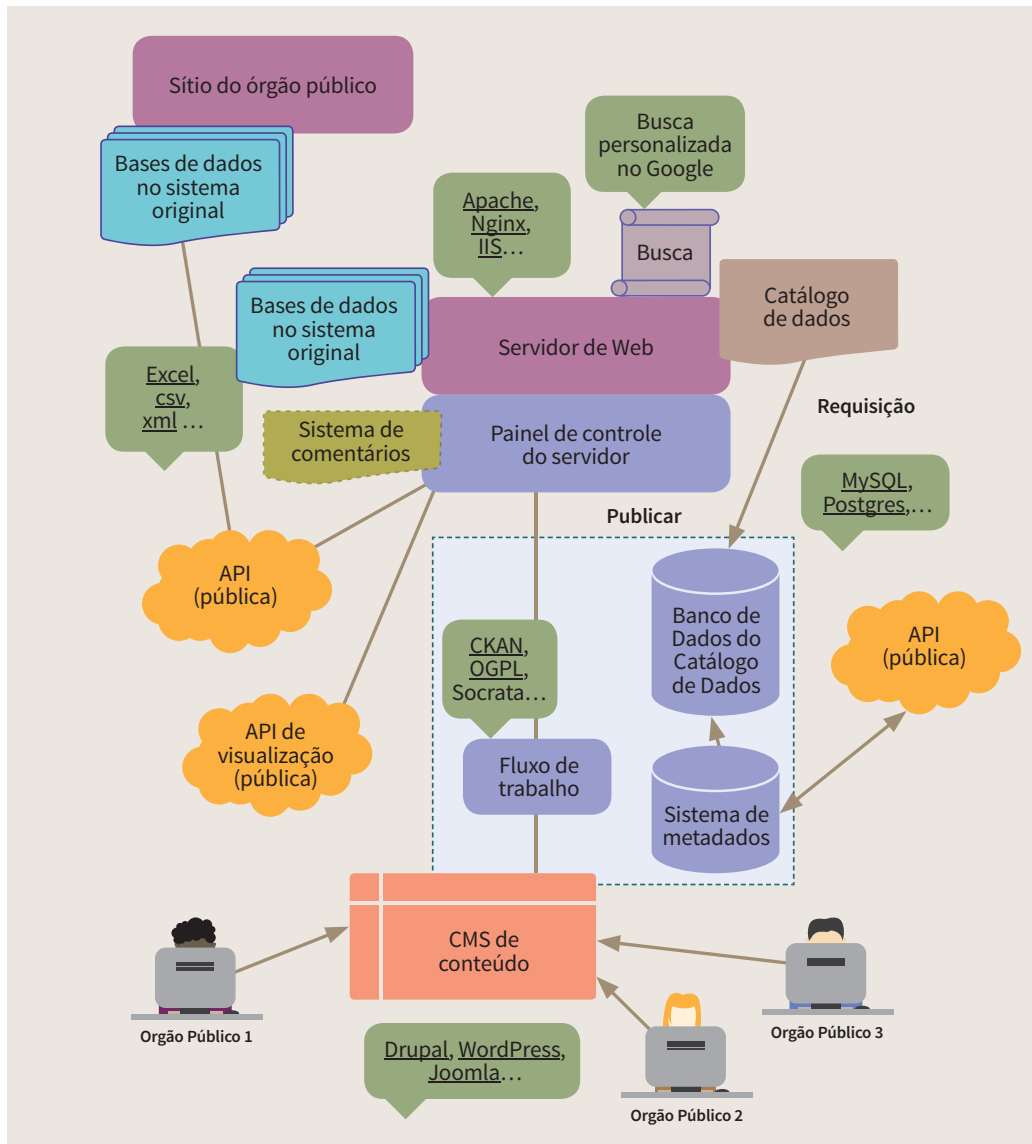 Sítio do órgão público
Bases de dados
no sistema
original
Busca
personalizada
no Google
Apache,
Nginx,
IIS…
Busca
Catálogo
de dados
Bases de dados
no sistema
original
Servidor de Web
Excel,
csv,
xml …
Requisição
Sistema de
comentários
Painel de controle
do servidor
MySQL,
Postgres,…
Publicar
API
(pública)
Banco de
Dados do
Catálogo
de Dados
API
(pública)
CKAN,
OGPL,
Socrata…
API de
visualização
(pública)
Fluxo de
trabalho
Sistema de
metadados
CMS de
conteúdo
Orgão Público 1
Orgão Público 3
Drupal, WordPress,
Joomla…
Orgão Público 2